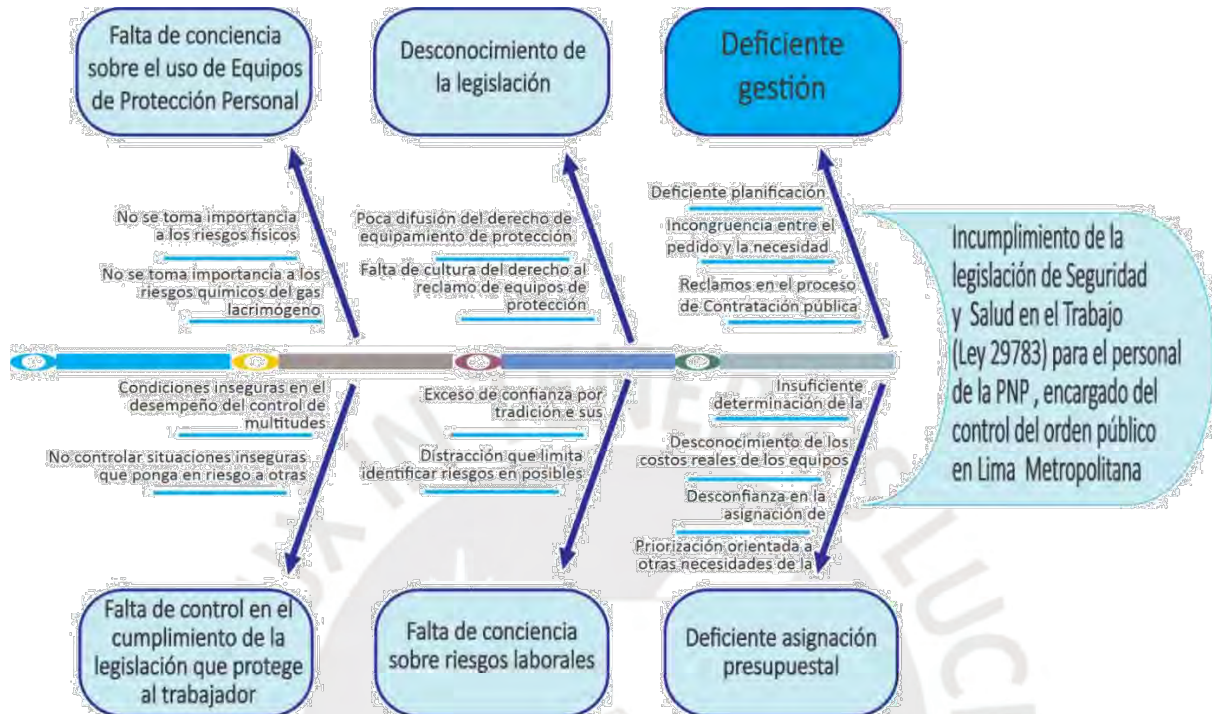 Falta de conciencia
sobre el uso de Equipos
de Protección Personal
Desconocimiento de
la legislación
Deficiente
gestión
No se toma importancia
a los riesgos físicos
No se toma importancia a los
riesgos químicos del gas
lacrimógeno
Poca difusión del derecho de
equipamiento de protección
Falta de cultura del derecho al
reclamo de equipos de
protección
Deficiente planificación
Incongruencia entre el
pedido y la necesidad
Reclamos en el proceso
de Contratación pública
Incumplimiento de la
legislación de Seguridad
y Salud en el Trabajo
(Ley 29783) para el personal
de la PNP , encargado del
control del orden público
en Lima Metropolitana
Condiciones inseguras en el
desempeño del control de
multitudes
No controlar situaciones inseguras
que ponga en riesgo a otras
Exceso de confianza por
tradición e sus
Distracción que limita
identificar riesgos en posibles
Insuficiente
determinación de la
Desconocimiento de los
costos reales de los equipos
Desconfianza en la
asignación de
Priorización orientada a
otras necesidades de la
Falta de control en el
cumplimiento de la
legislación que protege
al trabajador
Falta de conciencia
sobre riesgos laborales
Deficiente asignación
presupuestal